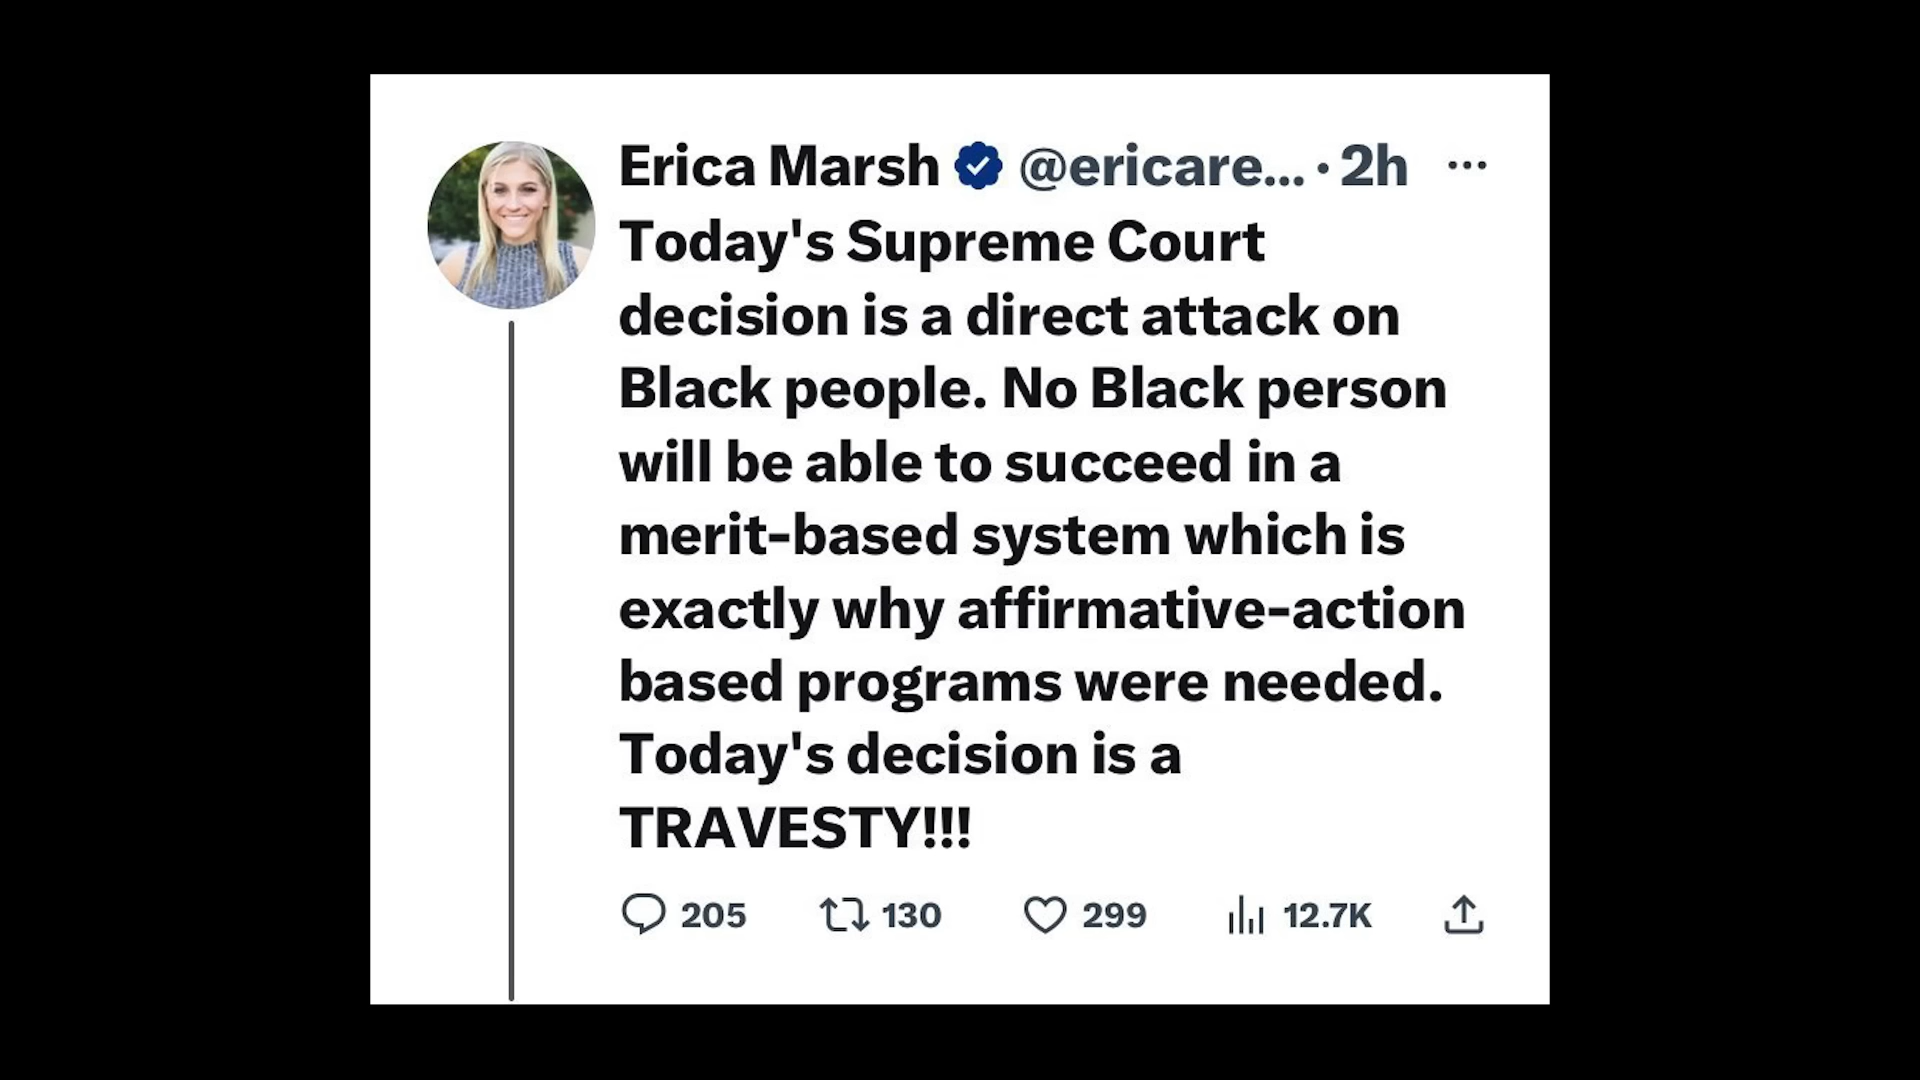 Erica Marsh @ericare... · 2h
Today's Supreme Court
decision is a direct attack on
Black people. No Black person
will be able to succeed in a
merit-based system which is
exactly why affirmative-action
based programs were needed.
Today's decision is a
TRAVESTY!!!
205 130 299 12.7K